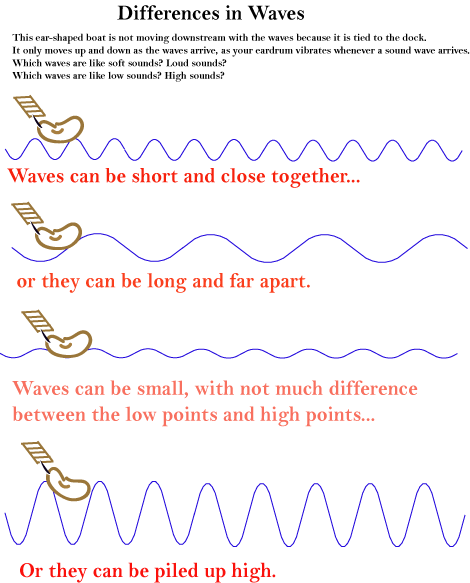 Differences in Waves
This ear-shaped boat is not moving downstream with the waves because it is tied to the dock.
It only moves up and down as the waves arrive, as your eardrum vibrates whenever a sound wave arrives.
Which waves are like soft sounds? Loud sounds?
Which waves are like low sounds? High sounds?
Waves can be short and close together...
or they can be long and far apart.
Waves can be small, with not much difference
between the low points and high points...
Or they can be piled up high.